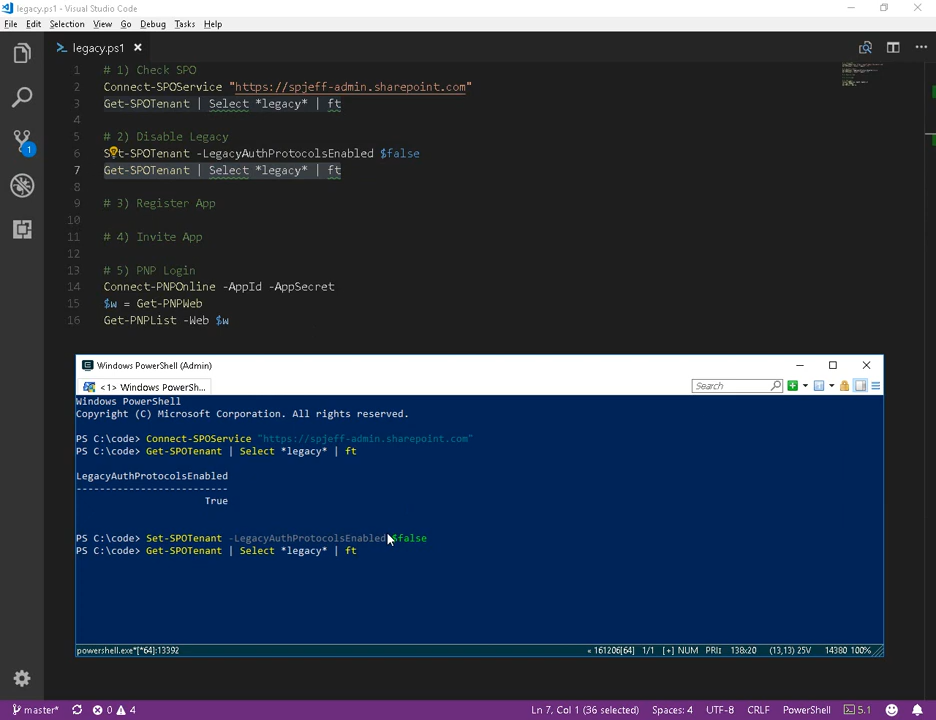 legacy.ps1 - Visual Studio Code
File Edit Selection View Go Debug Tasks Help
legacy.ps1
1 # 1) Check SPO
2 Connect-SPOService "https://spjeff-admin.sharepoint.com"
3 Get-SPOTenant | Select *legacy* | ft
4
5 # 2) Disable Legacy
6 Set-SPOTenant -LegacyAuthProtocolsEnabled $false
7 Get-SPOTenant | Select *legacy* | ft
8
9 # 3) Register App
10
11 # 4) Invite App
12
13 # 5) PNP Login
14 Connect-PNPOnline -AppId -AppSecret
15 $w = Get-PNPWeb
16 Get-PNPList -Web $w
1
Windows PowerShell (Admin)
<1> Windows PowerSh...
Search
Windows PowerShell
Copyright (C) Microsoft Corporation. All rights reserved.
PS C:\code> Connect-SPOService "https://spjeff-admin.sharepoint.com"
PS C:\code> Get-SPOTenant | Select *legacy* | ft
LegacyAuthProtocolsEnabled
--------------------------
True
PS C:\code> Set-SPOTenant -LegacyAuthProtocolsEnabled $false
PS C:\code> Get-SPOTenant | Select *legacy* | ft
powershell.exe*[*64]:13392 « 161206[64] 1/1 [+] NUM PRI: 138x20 (13,13) 25V 14380 100%
master* 0 4 Ln 7, Col 1 (36 selected) Spaces: 4 UTF-8 CRLF PowerShell 5.1